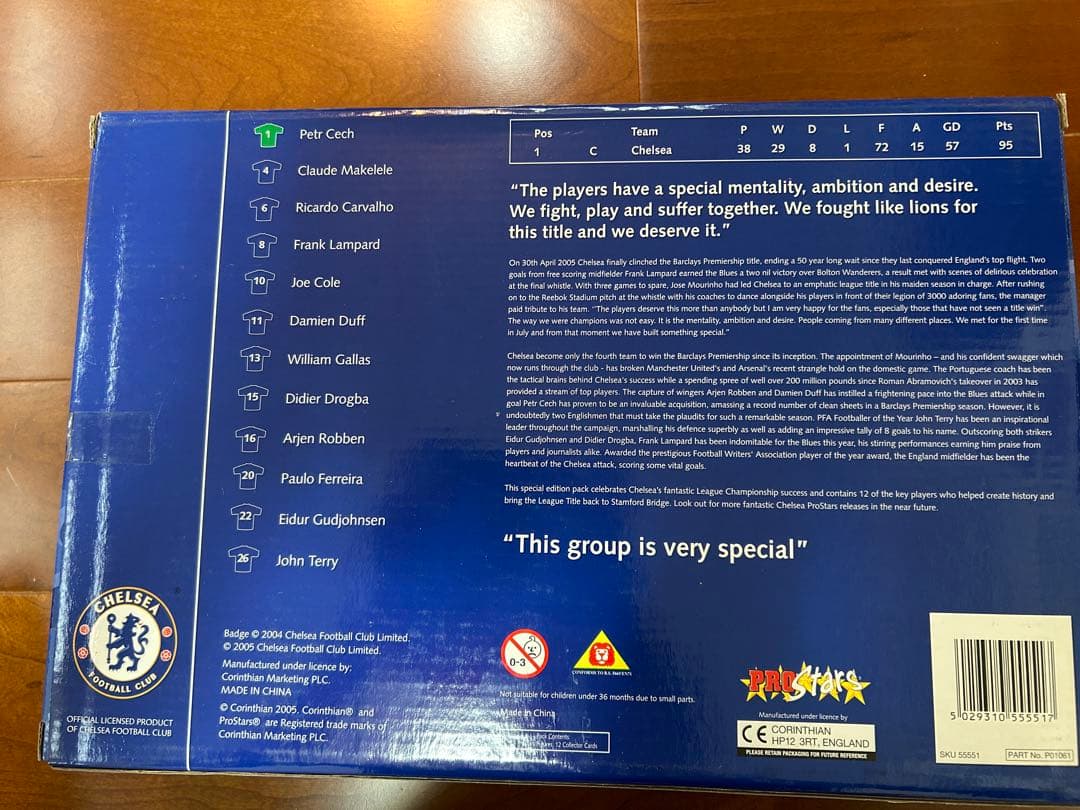 1 Petr Cech
4 Claude Makelele
6 Ricardo Carvalho
8 Frank Lampard
10 Joe Cole
11 Damien Duff
13 William Gallas
15 Didier Drogba
16 Arjen Robben
20 Paulo Ferreira
22 Eidur Gudjohnsen
26 John Terry
Pos Team P W D L F A GD Pts
1 C Chelsea 38 29 8 1 72 15 57 95
“The players have a special mentality, ambition and desire.
We fight, play and suffer together. We fought like lions for
this title and we deserve it.”
On 30th April 2005 Chelsea finally clinched the Barclays Premiership title, ending a 50 year long wait since they last conquered England's top flight. Two
goals from free scoring midfielder Frank Lampard earned the Blues a two nil victory over Bolton Wanderers, a result met with scenes of delirious celebration
at the final whistle. With three games to spare, Jose Mourinho had led Chelsea to an emphatic league title in his maiden season in charge. After rushing
on to the Reebok Stadium pitch at the whistle with his coaches to dance alongside his players in front of their legion of 3000 adoring fans, the manager
paid tribute to his team. "The players deserve this more than anybody but I am very happy for the fans, especially those that have not seen a title win".
The way we were champions was not easy. It is the mentality, ambition and desire. People coming from many different places. We met for the first time
in July and from that moment we have built something special."
Chelsea become only the fourth team to win the Barclays Premiership since its inception. The appointment of Mourinho – and his confident swagger which
now runs through the club - has broken Manchester United's and Arsenal's recent strangle hold on the domestic game. The Portuguese coach has been
the tactical brains behind Chelsea's success while a spending spree of well over 200 million pounds since Roman Abramovich's takeover in 2003 has
provided a stream of top players. The capture of wingers Arjen Robben and Damien Duff has instilled a frightening pace into the Blues attack while in
goal Petr Cech has proven to be an invaluable acquisition, amassing a record number of clean sheets in a Barclays Premiership season. However, it is
undoubtedly two Englishmen that must take the plaudits for such a remarkable season. PFA Footballer of the Year John Terry has been an inspirational
leader throughout the campaign, marshalling his defence superbly as well as adding an impressive tally of 8 goals to his name. Outscoring both strikers
Eidur Gudjohnsen and Didier Drogba, Frank Lampard has been indomitable for the Blues this year, his stirring performances earning him praise from
players and journalists alike. Awarded the prestigious Football Writers' Association player of the year award, the England midfielder has been the
heartbeat of the Chelsea attack, scoring some vital goals.
This special edition pack celebrates Chelsea's fantastic League Championship success and contains 12 of the key players who helped create history and
bring the League Title back to Stamford Bridge. Look out for more fantastic Chelsea ProStars releases in the near future.
“This group is very special”
CHELSEA
FOOTBALL CLUB
OFFICIAL LICENSED PRODUCT
OF CHELSEA FOOTBALL CLUB
Badge © 2004 Chelsea Football Club Limited.
© 2005 Chelsea Football Club Limited.
Manufactured under licence by:
Corinthian Marketing PLC.
MADE IN CHINA
© Corinthian 2005. Corinthian® and
ProStars® are Registered trade marks of
Corinthian Marketing PLC.
0-3
Not suitable for children under 36 months due to small parts.
Made in China
Pack Contents
12 Collector Cards
PROStars
Manufactured under licence by
CE CORINTHIAN
HP12 3RT, ENGLAND
PLEASE RETAIN PACKAGING FOR FUTURE REFERENCE
5 029310 555517
SKU 55551
PART No. P01061